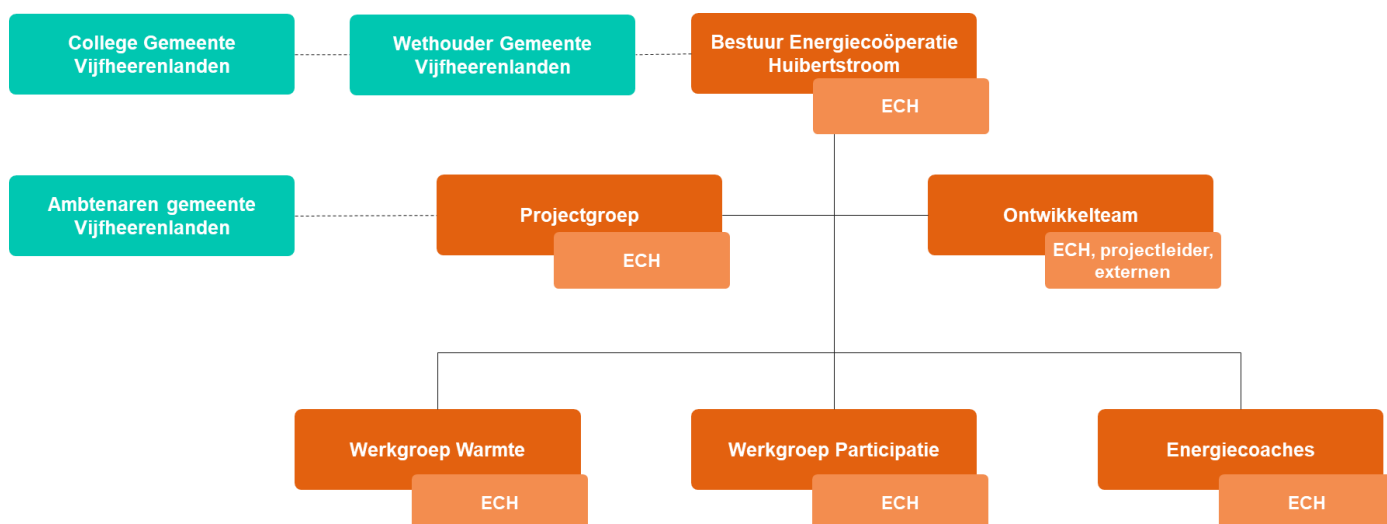 College Gemeente
Vijfheerenlanden
Wethouder Gemeente
Vijfheerenlanden
Bestuur Energiecoöperatie
Huibertstroom
ECH
Ambtenaren gemeente
Vijfheerenlanden
Projectgroep
ECH
Ontwikkelteam
ECH, projectleider,
externen
Werkgroep Warmte
ECH
Werkgroep Participatie
ECH
Energiecoaches
ECH